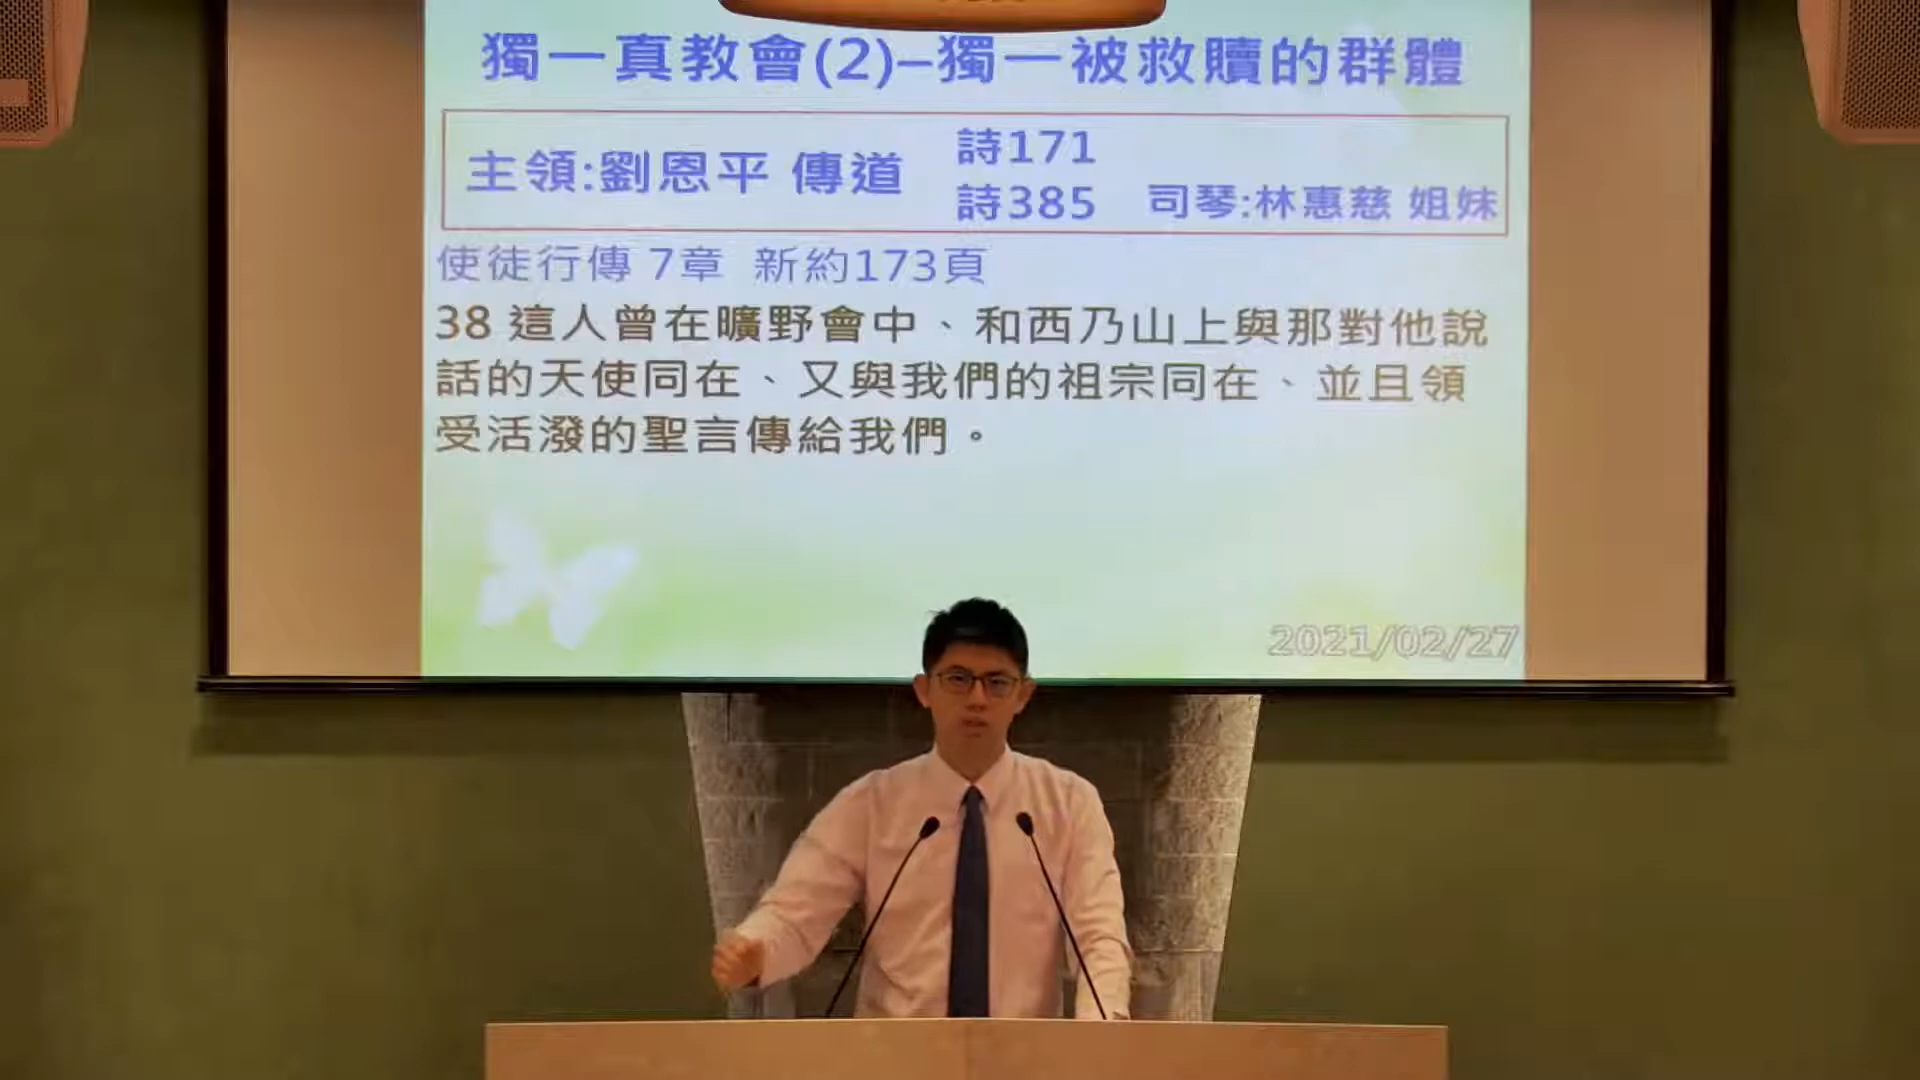 獨一真教會(2)–獨一被救贖的群體
主領:劉恩平 傳道
詩171
詩385 司琴:林惠慈 姐妹
使徒行傳 7章 新約173頁
38 這人曾在曠野會中、和西乃山上與那對他說
話的天使同在、又與我們的祖宗同在、並且領
受活潑的聖言傳給我們。
2021/02/27